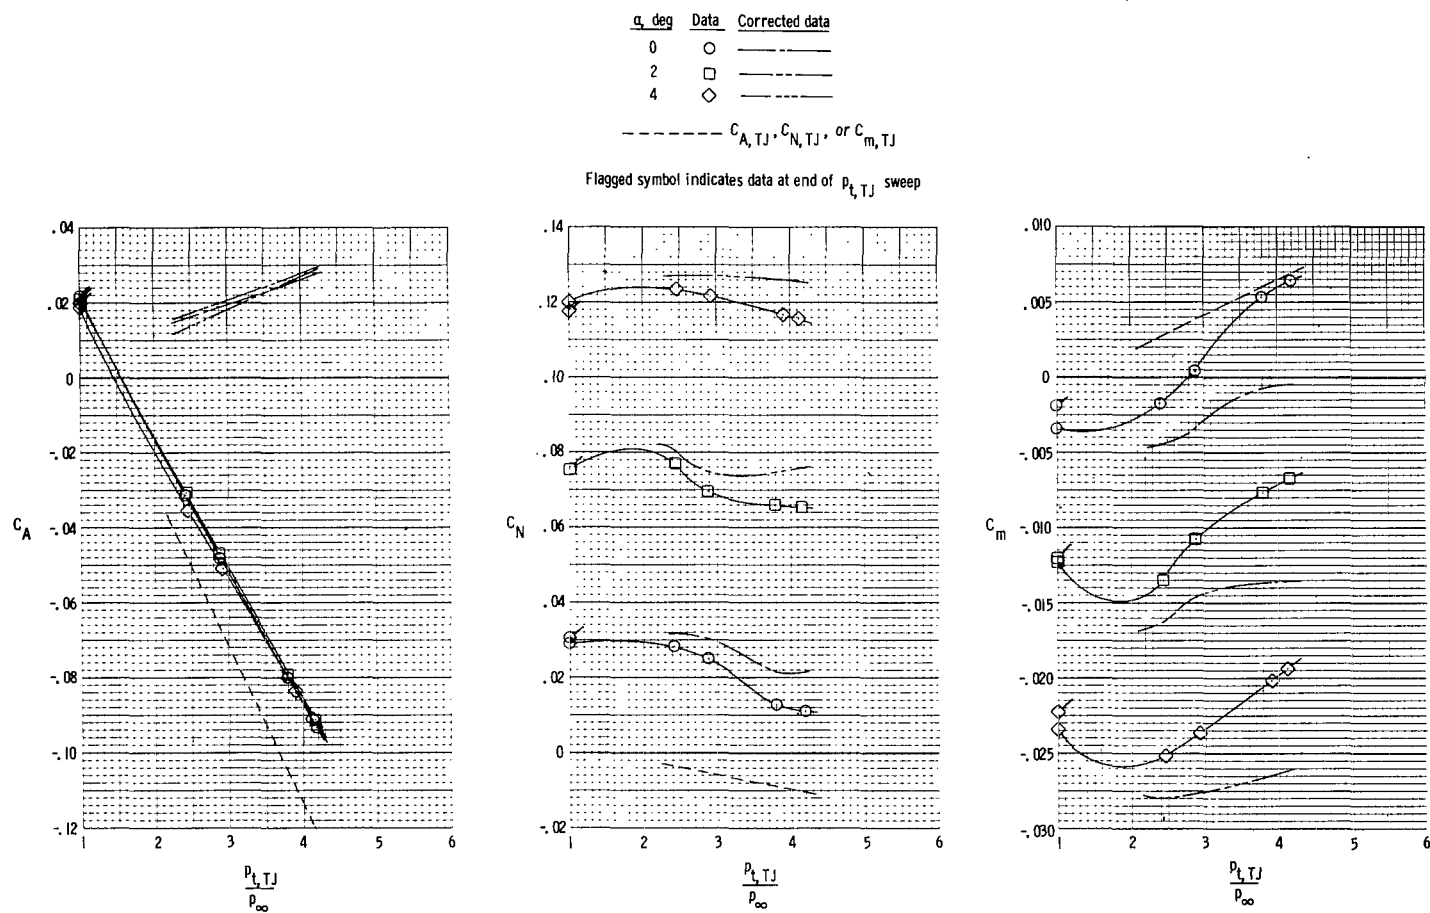 α, deg Data Corrected data
0
2
4
C_A,TJ, C_N,TJ, or C_m,TJ
Flagged symbol indicates data at end of p_t,TJ sweep
.04
.02
0
-.02
-.04
-.06
-.08
-.10
-.12
C_A
1 2 3 4 5 6
p_t,TJ
p_∞
.14
.12
.10
.08
.06
.04
.02
0
-.02
C_N
1 2 3 4 5 6
p_t,TJ
p_∞
.010
.005
0
-.005
-.010
-.015
-.020
-.025
-.030
C_m
1 2 3 4 5 6
p_t,TJ
p_∞